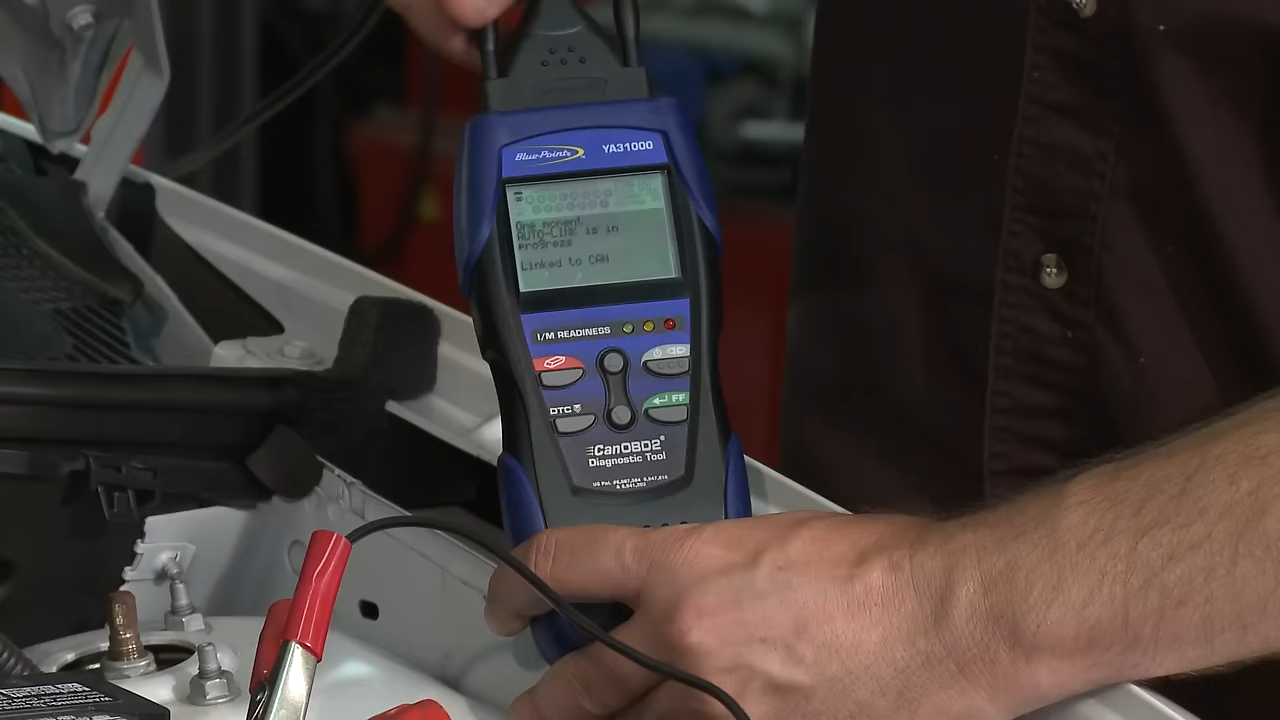 Blue-Point
YA31000
One moment
AUTO-LINK is in
progress
Linked to CAN
I/M READINESS
DTC
FF
CanOBD2®
Diagnostic Tool